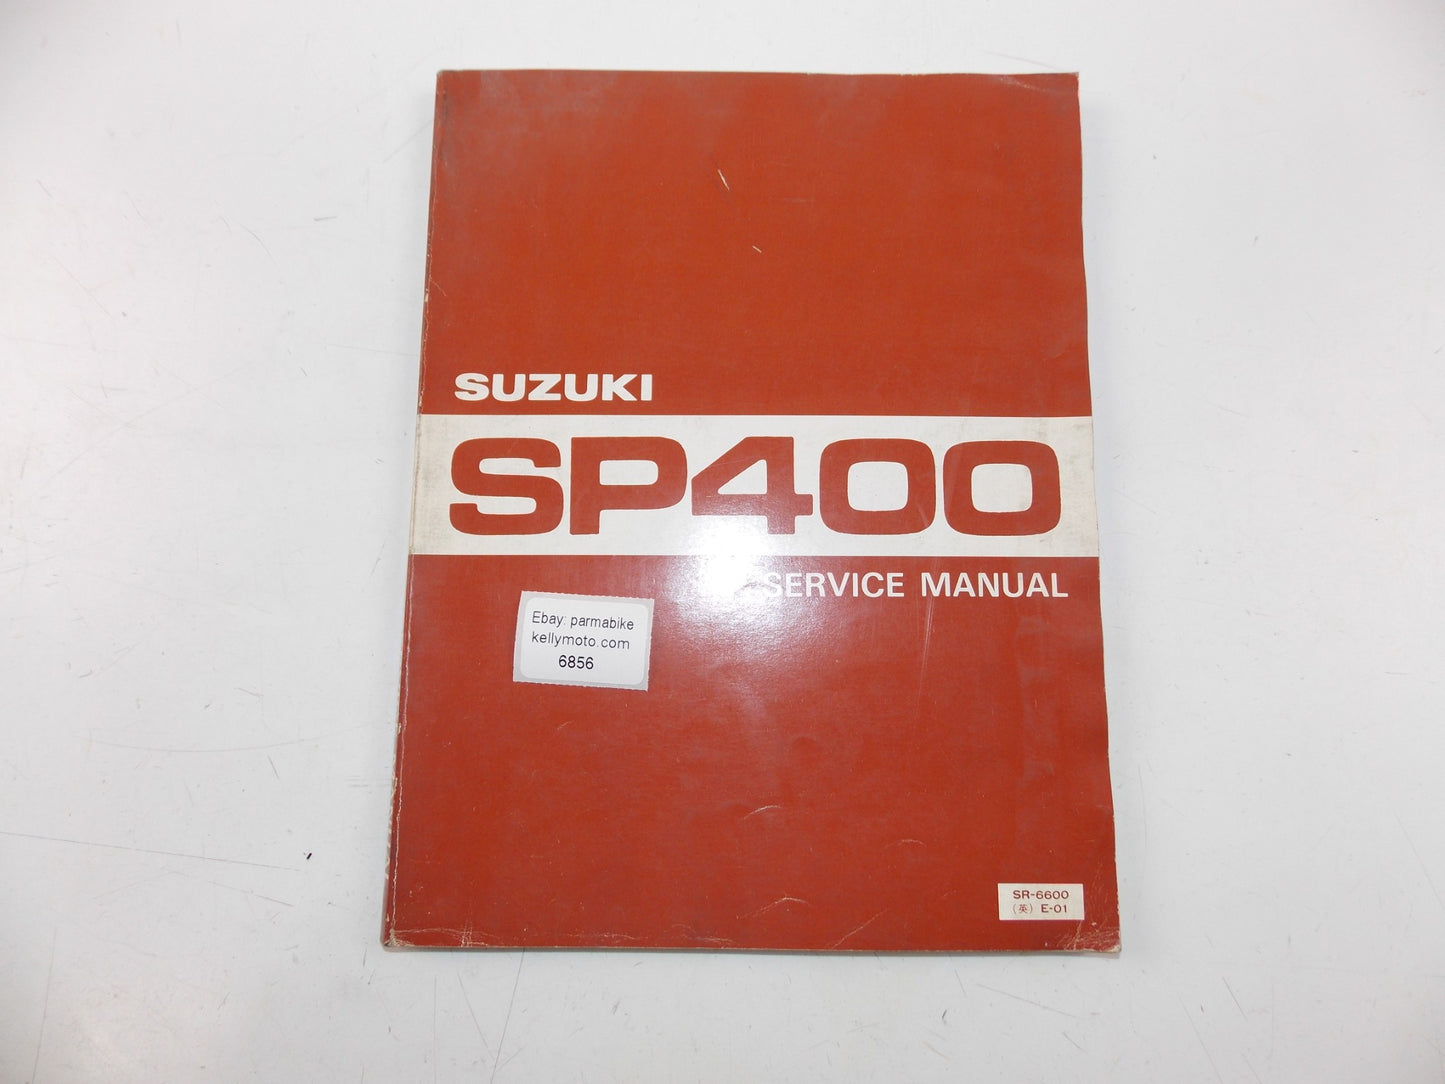 SUZUKI
SP400
SERVICE MANUAL
Ebay: parmabike
kellymoto.com
6856
SR-6600
(英) E-01